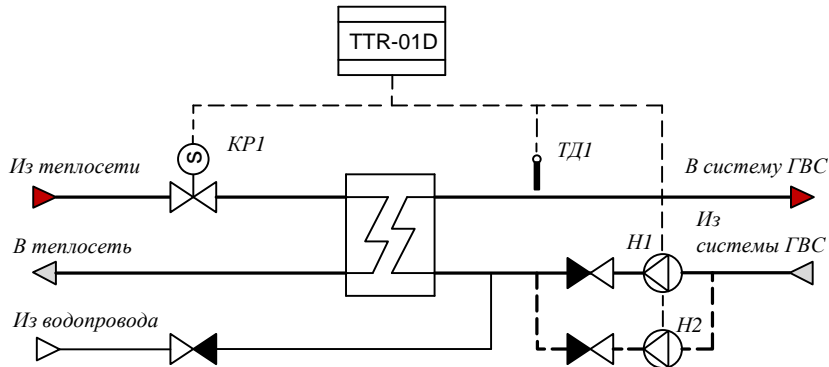 TTR-01D
S
КР1
Из теплосети
ТД1
В систему ГВС
В теплосеть
Н1
Из
системы ГВС
Из водопровода
Н2